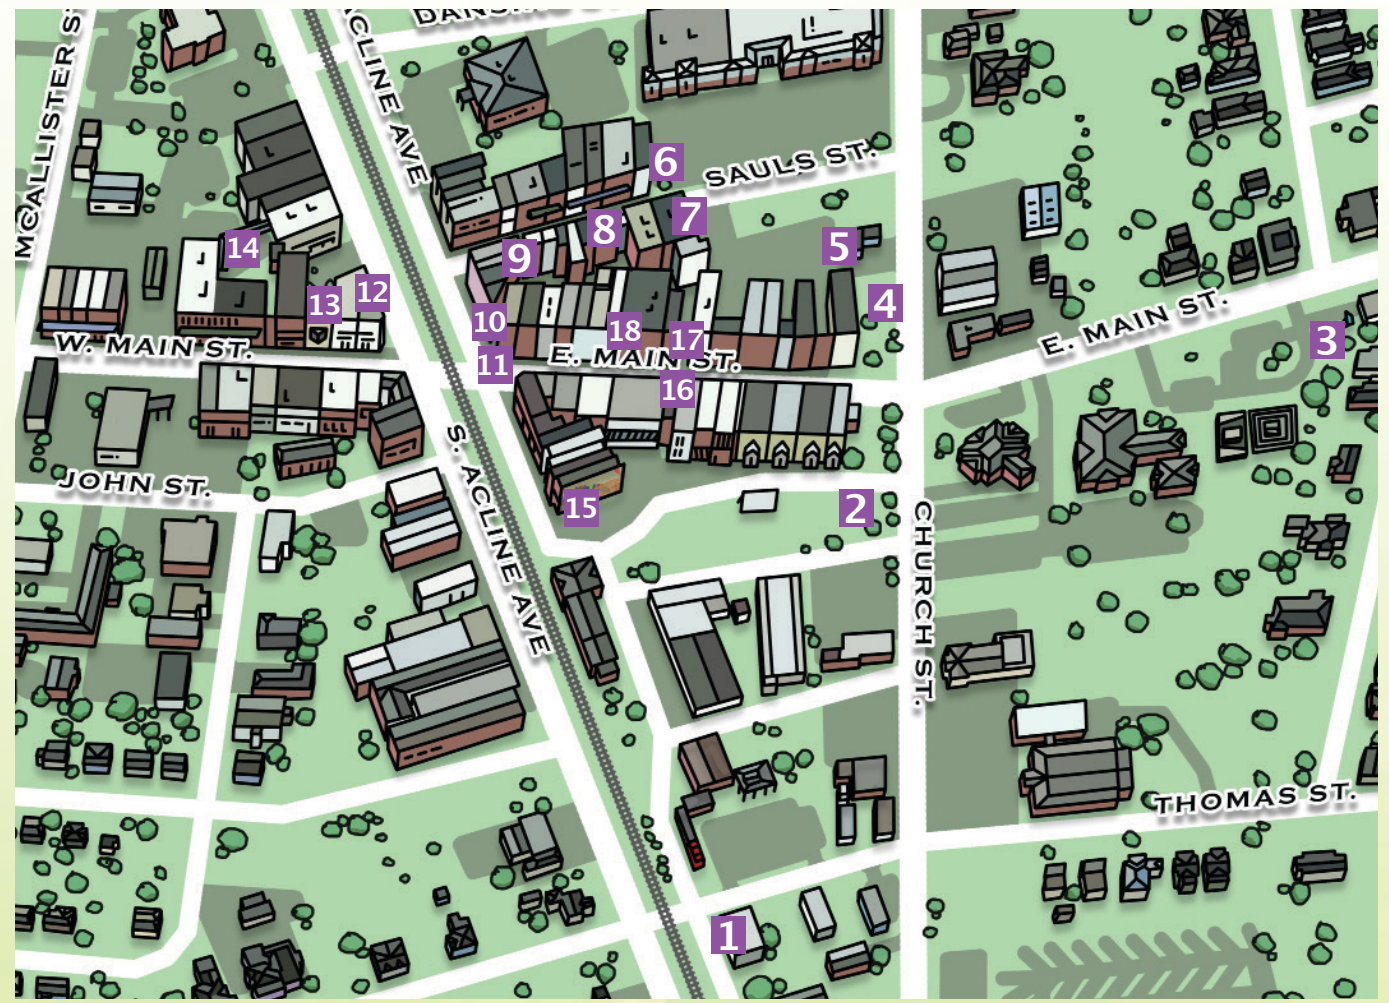 MCALLISTER S
ACLINE AVE
6
SAULS ST.
7
8
5
14
9
12
13
4
10
18
17
3
W. MAIN ST.
11
E. MAIN ST.
E. MAIN ST.
16
JOHN ST.
S. ACLINE AVE
15
2
CHURCH ST.
THOMAS ST.
1